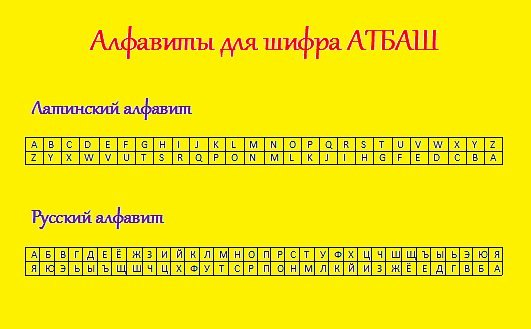 Алфавиты для шифра АТБАШ
Латинский алфавит
A B C D E F G H I J K L M N O P Q R S T U V W X Y Z
Z Y X W V U T S R Q P O N M L K J I H G F E D C B A
Русский алфавит
А Б В Г Д Е Ё Ж З И Й К Л М Н О П Р С Т У Ф Х Ц Ч Ш Щ Ъ Ы Ь Э Ю Я
Я Ю Э Ь Ы Ъ Щ Ш Ч Ц Х Ф У Т С Р П О Н М Л К Й И З Ж Ё Е Д Г В Б А